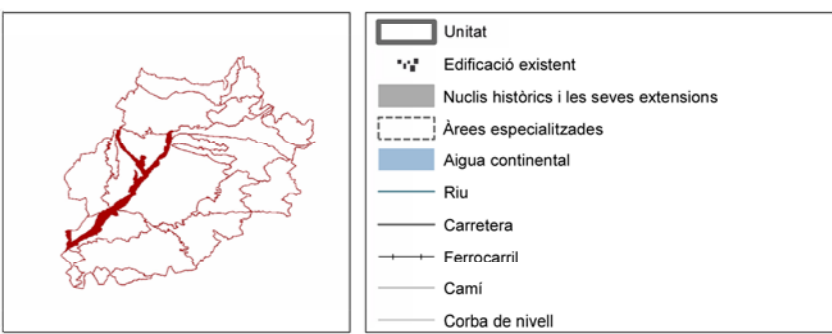 Unitat
Edificació existent
Nuclis històrics i les seves extensions
Àrees especialitzades
Aigua continental
Riu
Carretera
Ferrocarril
Camí
Corba de nivell